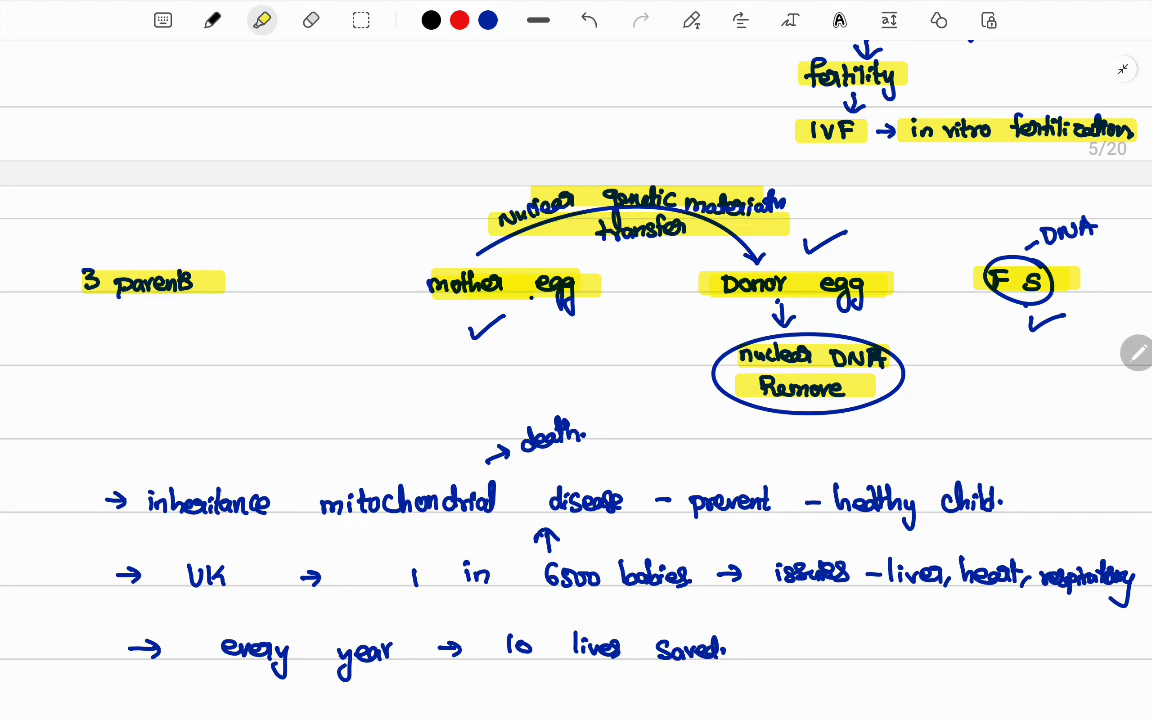 fertility
IVF → in vitro fertilization
5/20
nuclear genetic material
transfer
DNA
3 parents mother egg Donor egg F S
nuclear DNA
Remove
→ death.
→ inheritance mitochondrial disease - prevent - healthy child.
→ UK → 1 in 6500 babies → issues - liver, heart, respiratory
→ every year → 10 lives saved.